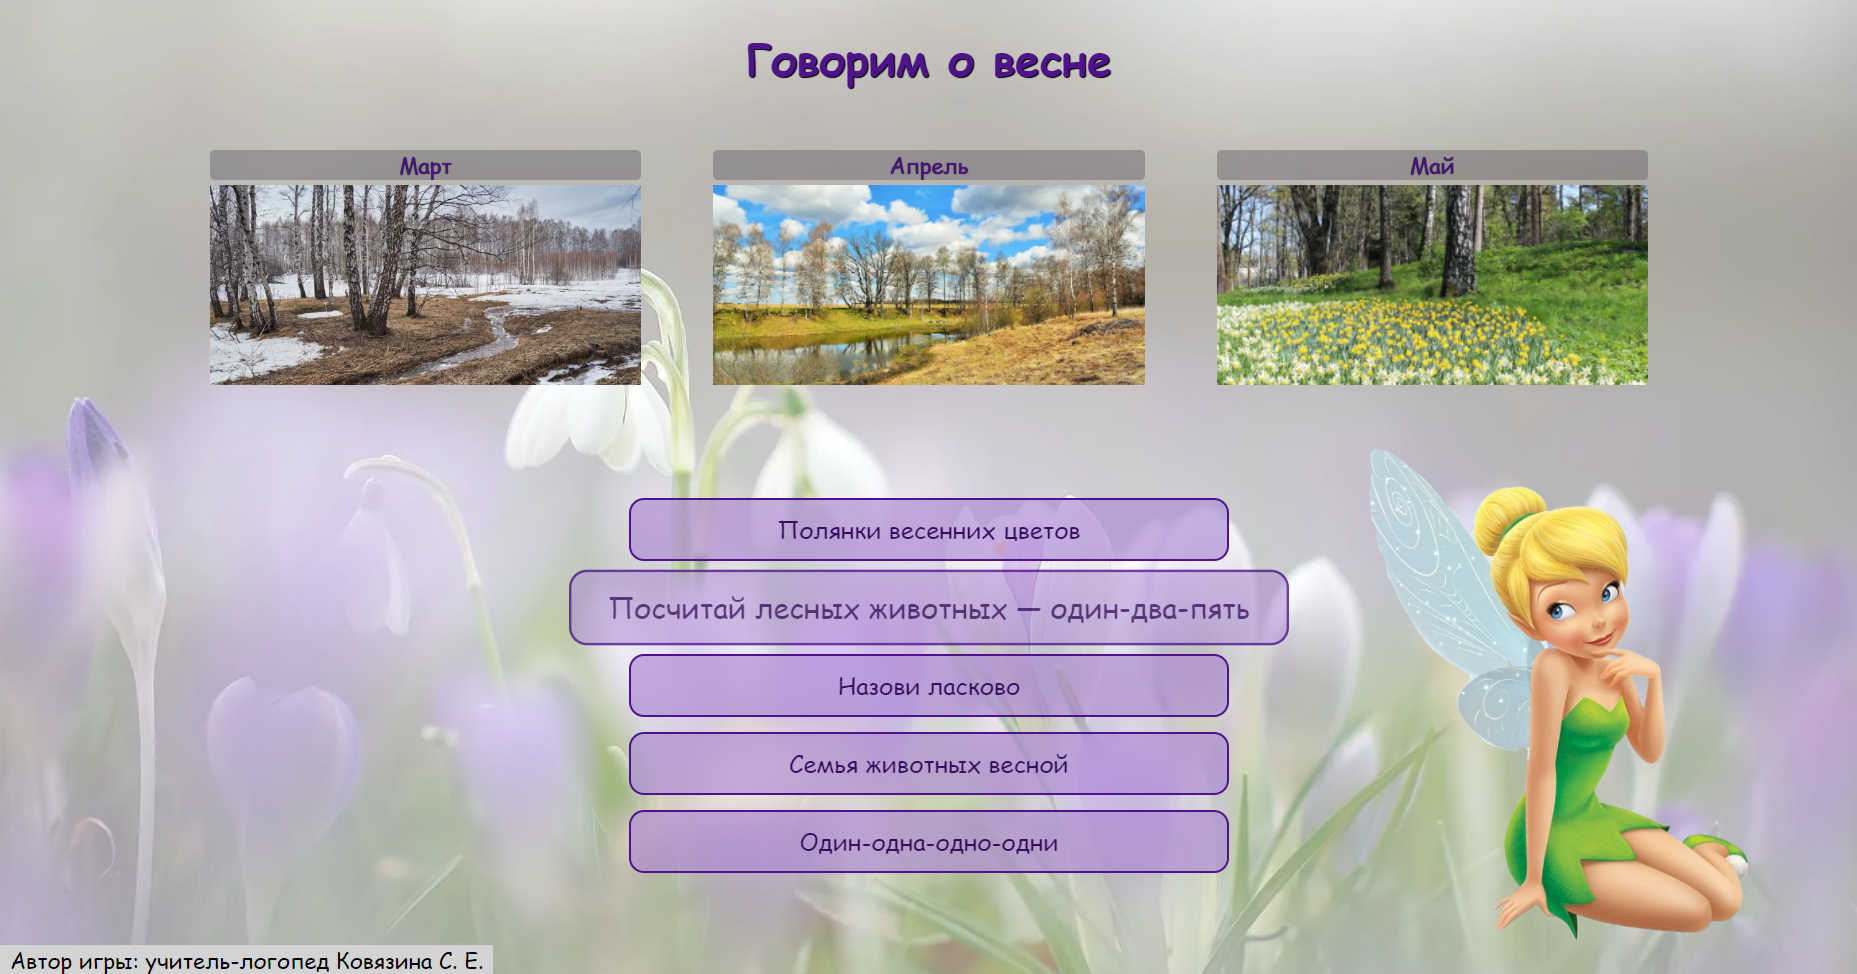 Говорим о весне
Март
Апрель
Май
Полянки весенних цветов
Посчитай лесных животных — один-два-пять
Назови ласково
Семья животных весной
Один-одна-одно-одни
Автор игры: учитель-логопед Ковязина С. Е.